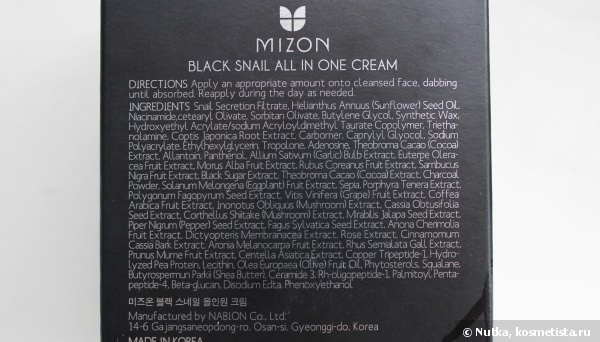 MIZON
BLACK SNAIL ALL IN ONE CREAM
DIRECTIONS Apply an appropriate amount onto cleansed face, dabbing
until absorbed. Reapply during the day as needed.
INGREDIENTS Snail Secretion Filtrate, Helianthus Annuus (Sunflower) Seed Oil,
Niacinamide,cetearyl Olivate, Sorbitan Olivate, Butylene Glycol, Synthetic Wax,
Hydroxyethyl Acrylate/sodium Acryloyldimethyl Taurate Copolymer, Trietha-
nolamine, Coptis Japonica Root Extract, Carbomer, Caprylyl Glycocol, Sodium
Polyacrylate, Ethylhexylglycerin, Tropolone, Adenosine, Theobroma Cacao (Cocoa)
Extract, Allantoin, Panthenol, Allium Sativum (Garlic) Bulb Extract, Euterpe Olera-
cea Fruit Extract, Morus Alba Fruit Extract, Rubus Coreanus Fruit Extract, Sambucus
Nigra Fruit Extract, Black Sugar Extract, Theobroma Cacao (Cocoa) Extract, Charcoal
Powder, Solanum Melongena (Eggplant) Fruit Extract, Sepia, Porphyra Tenera Extract,
Polygonum Fagopyrum Seed Extract, Vitis Vinifera (Grape) Fruit Extract, Coffea
Arabica Fruit Extract, Jnonotus Obliquus (Mushroom) Extract, Cassia Obtusifolia
Seed Extract, Corthellus Shiitake (Mushroom) Extract, Mirabilis Jalapa Seed Extract,
Piper Nigrum (Pepper) Seed Extract, Fagus Sylvatica Seed Extract, Anona Cherimolia
Fruit Extract, Dictyopteris Membranacea Extract, Rose Extract, Cinnamomum
Cassia Bark Extract, Aronia Melanocarpa Fruit Extract, Rhus Semialata Gall Extract,
Prunus Mume Fruit Extract, Centella Asiatica Extract, Copper Tripeptide-1, Hydro-
lyzed Pea Protein, Lecithin, Olea Europaea (Olive) Fruit Oil, Phytosterols, Squalane,
Butyrospermun Parkii (Shea Butter), Ceramide 3, Rh-oligopeptide-1, Palmitoyl Penta-
peptide-4, Beta-glucan, Disodium Edta, Phenoxyethanol
미즈온 블랙 스네일 올인원 크림
Manufactured by NABION Co., Ltd.
14-6 Gajangsaneopdong-ro, Osan-si, Gyeonggi-do, Korea
MADE IN KOREA
© Nutka, kosmetista.ru